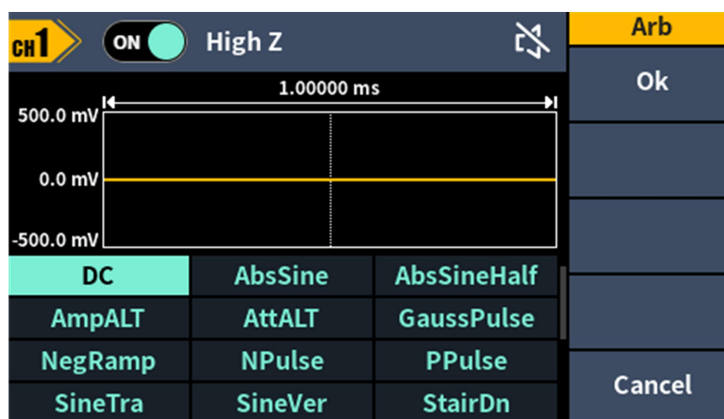 CH1 ON High Z Arb
Ok
1.00000 ms
500.0 mV
0.0 mV
-500.0 mV
DC AbsSine AbsSineHalf
AmpALT AttALT GaussPulse
NegRamp NPulse PPulse
Cancel
SineTra SineVer StairDn